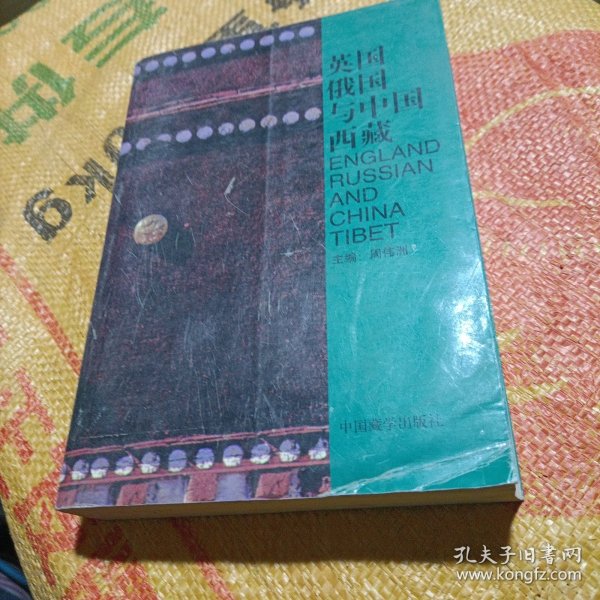 英国
俄国
与中国
西藏
ENGLAND
RUSSIAN
AND
CHINA
TIBET
主编 周伟洲
中国藏学出版社
okg
孔夫子旧书网
www.kongfz.com